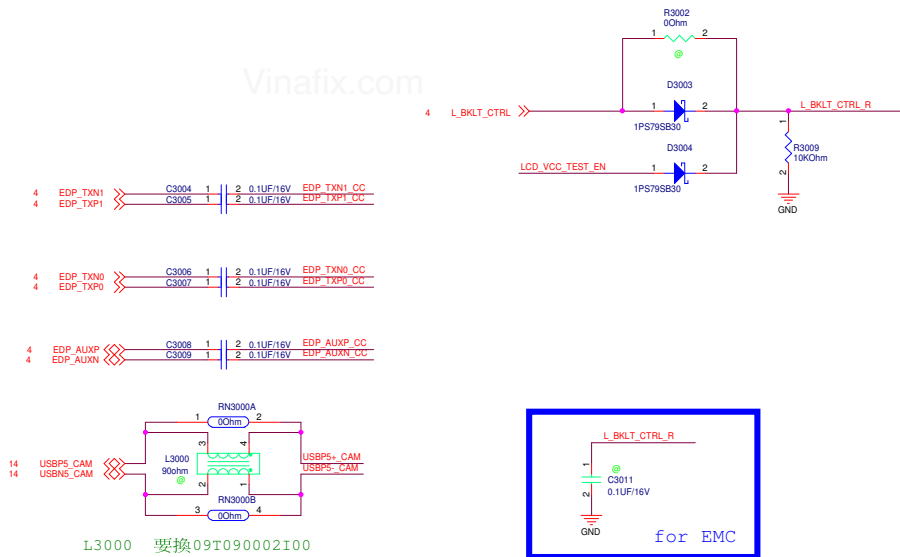 R3002
0Ohm
1 2
@
Vinafix.com
D3003
4 L_BKLT_CTRL 1 2 L_BKLT_CTRL_R
1PS79SB30
1
R3009
10KOhm
2
GND
D3004
LCD_VCC_TEST_EN 1 2
1PS79SB30
4 EDP_TXN1 C3004 1 2 0.1UF/16V EDP_TXN1_CC
4 EDP_TXP1 C3005 1 2 0.1UF/16V EDP_TXP1_CC
4 EDP_TXN0 C3006 1 2 0.1UF/16V EDP_TXN0_CC
4 EDP_TXP0 C3007 1 2 0.1UF/16V EDP_TXP0_CC
4 EDP_AUXP C3008 1 2 0.1UF/16V EDP_AUXP_CC
4 EDP_AUXN C3009 1 2 0.1UF/16V EDP_AUXN_CC
RN3000A
1 0Ohm 2
3 4
14 USBP5_CAM L3000 USBP5+_CAM
14 USBN5_CAM 90ohm USBP5-_CAM
@
2 1
RN3000B
3 0Ohm 4
L3000 要換09T090002I00
L_BKLT_CTRL_R
1
@
C3011
0.1UF/16V
2
GND
for EMC